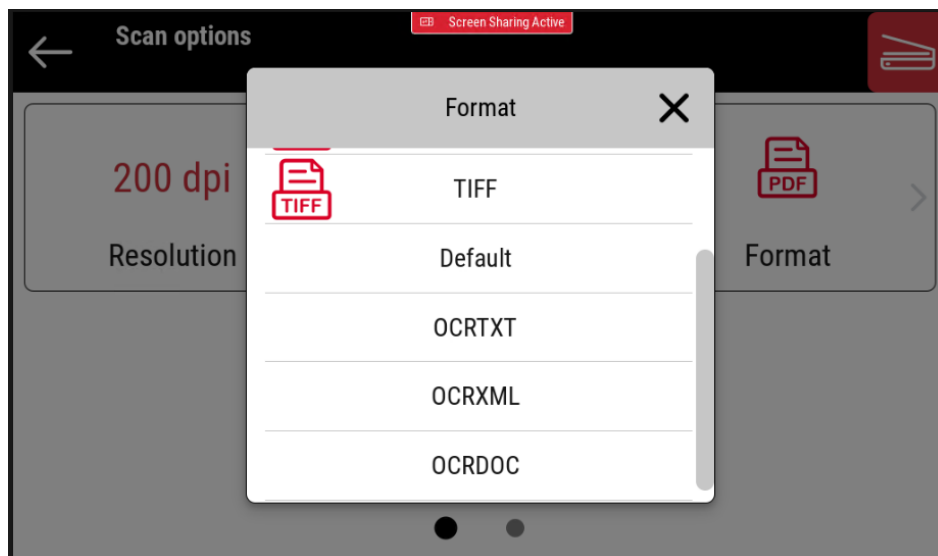 Screen Sharing Active
Scan options
Format
200 dpi
Resolution
TIFF
TIFF
Default
OCRTXT
OCRXML
OCRDOC
PDF
Format